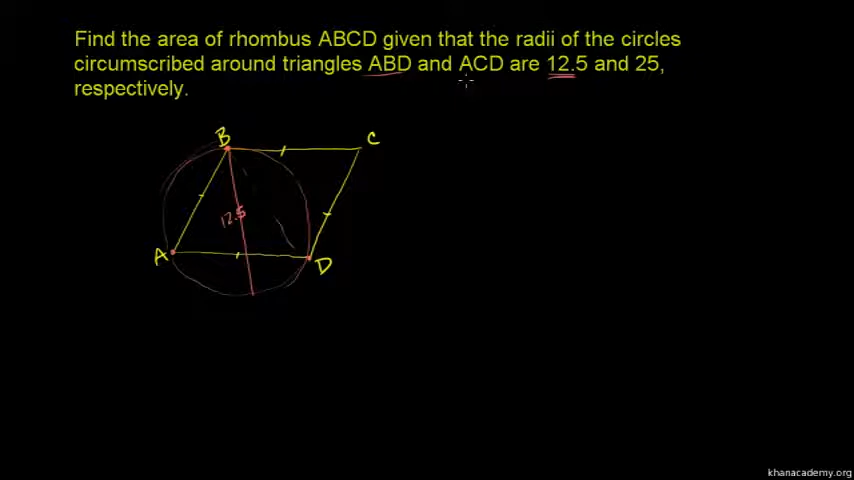 Find the area of rhombus ABCD given that the radii of the circles
circumscribed around triangles ABD and ACD are 12.5 and 25,
respectively.
B
C
12.5
A
D
khanacademy.org